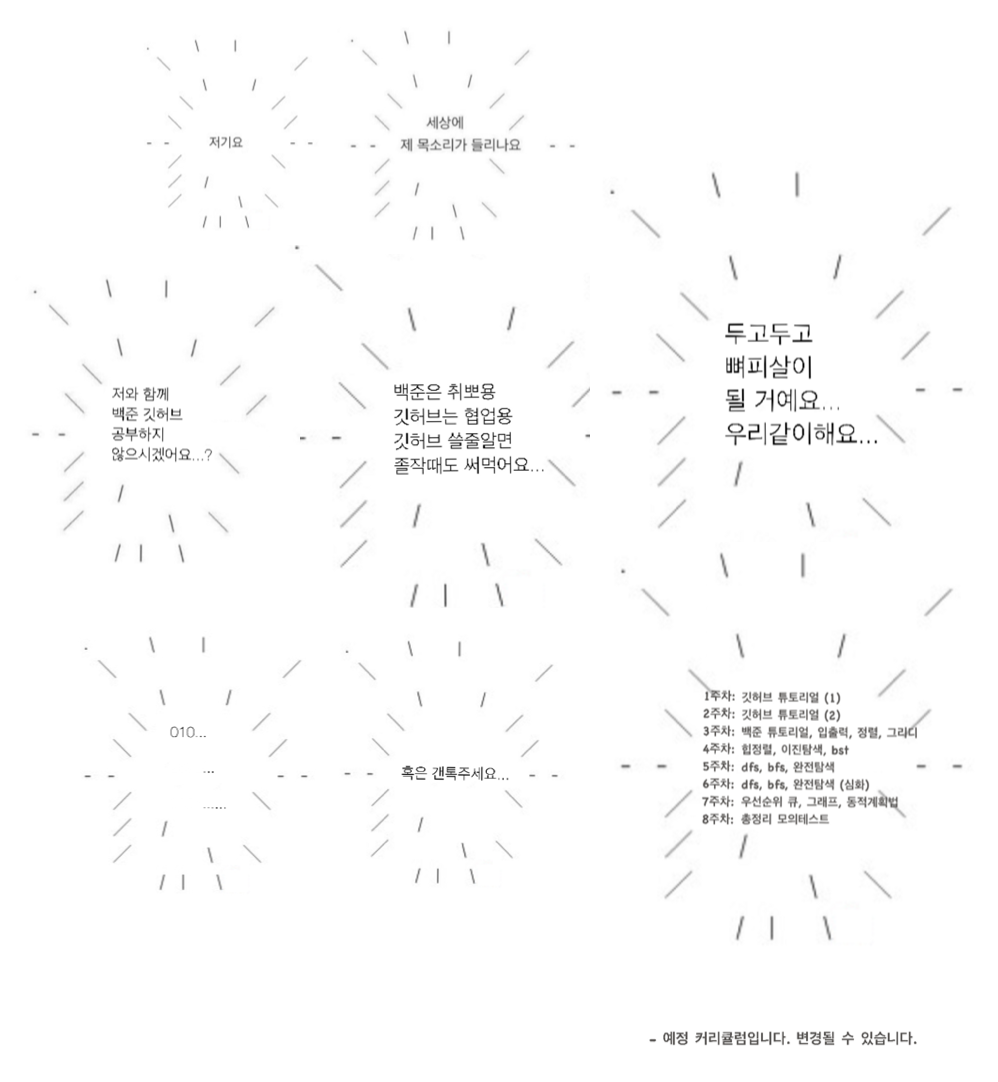 저기요
세상에
제 목소리가 들리나요
저와 함께
백준 깃허브
공부하지
않으시겠어요...?
백준은 취뽀용
깃허브는 협업용
깃허브 쓸줄알면
졸작때도 써먹어요...
두고두고
뼈피살이
될 거예요...
우리같이해요...
010...
...
......
혹은 갠톡주세요...
1주차: 깃허브 튜토리얼 (1)
2주차: 깃허브 튜토리얼 (2)
3주차: 백준 튜토리얼, 입출력, 정렬, 그리디
4주차: 힙정렬, 이진탐색, bst
5주차: dfs, bfs, 완전탐색
6주차: dfs, bfs, 완전탐색 (심화)
7주차: 우선순위 큐, 그래프, 동적계획법
8주차: 총정리 모의테스트
- 예정 커리큘럼입니다. 변경될 수 있습니다.